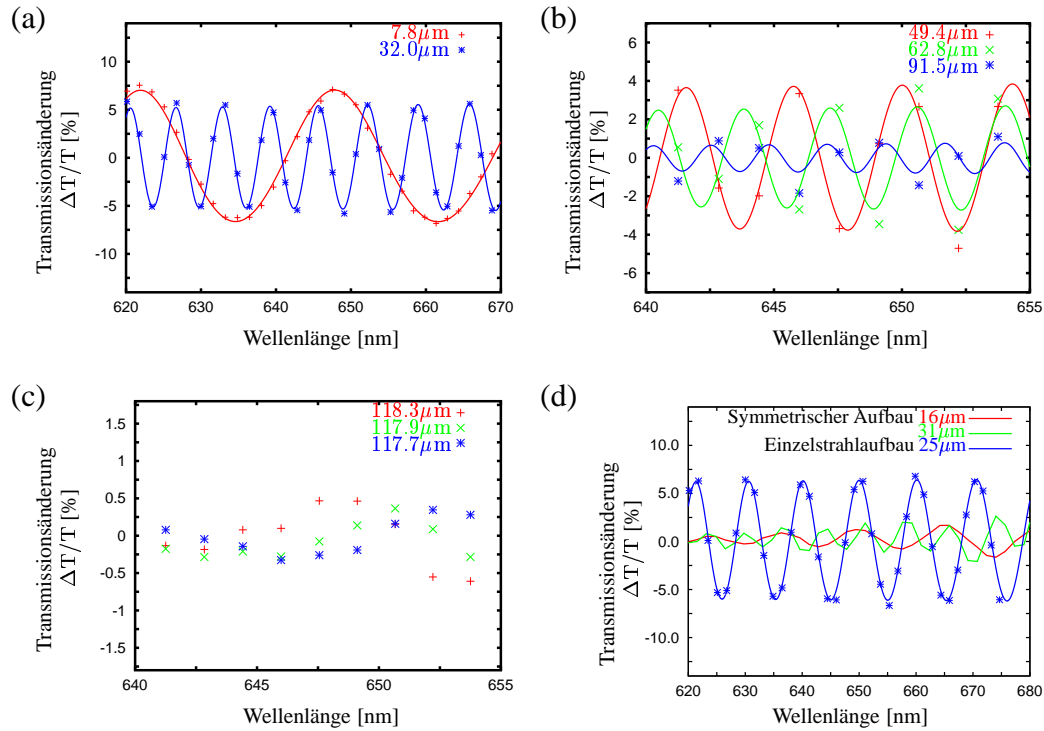 (a)
7.8μm
32.0μm
10
5
0
-5
-10
620
630
640
650
660
670
Transmissionsänderung
ΔT/T [%]
Wellenlänge [nm]
(b)
49.4μm
62.8μm
91.5μm
6
4
2
0
-2
-4
-6
640
645
650
655
Transmissionsänderung
ΔT/T [%]
Wellenlänge [nm]
(c)
118.3μm
117.9μm
117.7μm
1.5
1
0.5
0
-0.5
-1
-1.5
640
645
650
655
Transmissionsänderung
ΔT/T [%]
Wellenlänge [nm]
(d)
Symmetrischer Aufbau 16μm
31μm
Einzelstrahlaufbau 25μm
10.0
5.0
0.0
-5.0
-10.0
620
630
640
650
660
670
680
Transmissionsänderung
ΔT/T [%]
Wellenlänge [nm]